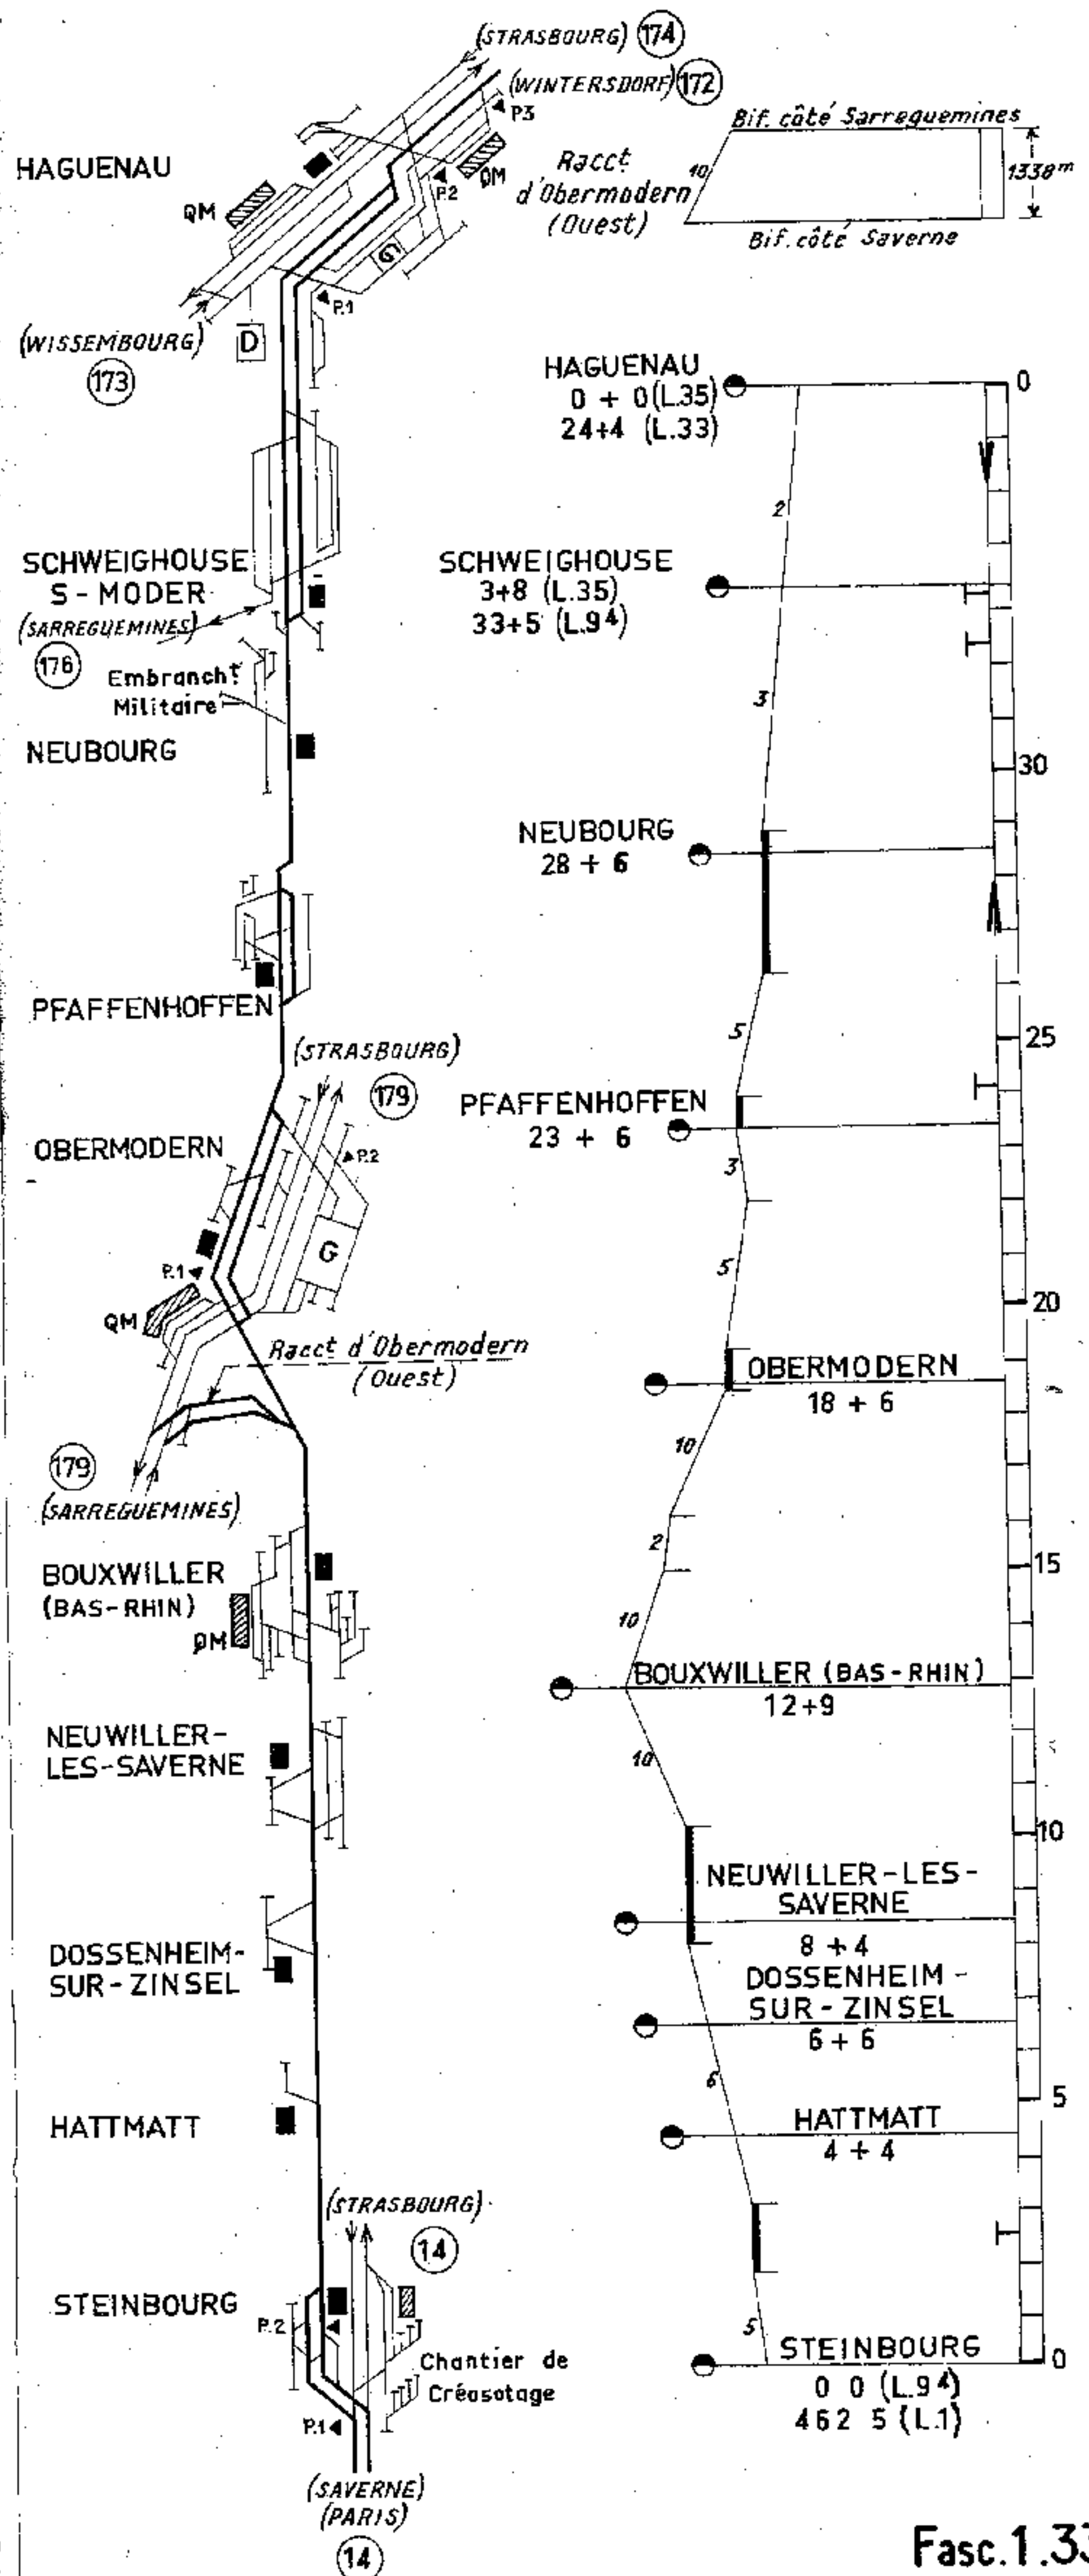 (STRASBOURG) 174
(WINTERSDORF) 172
P.3
HAGUENAU
QM
QM
P.2
G
P.1
D
(WISSEMBOURG)
173
Racct
d'Obermodern
(Ouest)
Bif. côté Sarreguemines
10
1338m
Bif. côté Saverne
HAGUENAU
0 + 0 (L.35)
24+4 (L.33)
0
2
SCHWEIGHOUSE
S-MODER
(SARREGUEMINES)
176
SCHWEIGHOUSE
3+8 (L.35)
33+5 (L.94)
Embrancht
Militaire
3
NEUBOURG
30
NEUBOURG
28 + 6
PFAFFENHOFFEN
5
25
(STRASBOURG)
179
PFAFFENHOFFEN
23 + 6
OBERMODERN
P.2
3
G
5
P.1
QM
20
Racct d'Obermodern
(Ouest)
OBERMODERN
18 + 6
10
179
(SARREGUEMINES)
2
15
BOUXWILLER
(BAS-RHIN)
QM
10
BOUXWILLER (BAS-RHIN)
12+9
NEUWILLER-
LES-SAVERNE
10
10
NEUWILLER-LES-
SAVERNE
8 + 4
DOSSENHEIM-
SUR-ZINSEL
DOSSENHEIM-
SUR-ZINSEL
6 + 6
6
5
HATTMATT
HATTMATT
4 + 4
(STRASBOURG)
14
STEINBOURG
P.2
5
STEINBOURG
0
0 0 (L.94)
462 5 (L.1)
Chantier de
Créosotage
P.1
(SAVERNE)
(PARIS)
14
Fasc.1.33